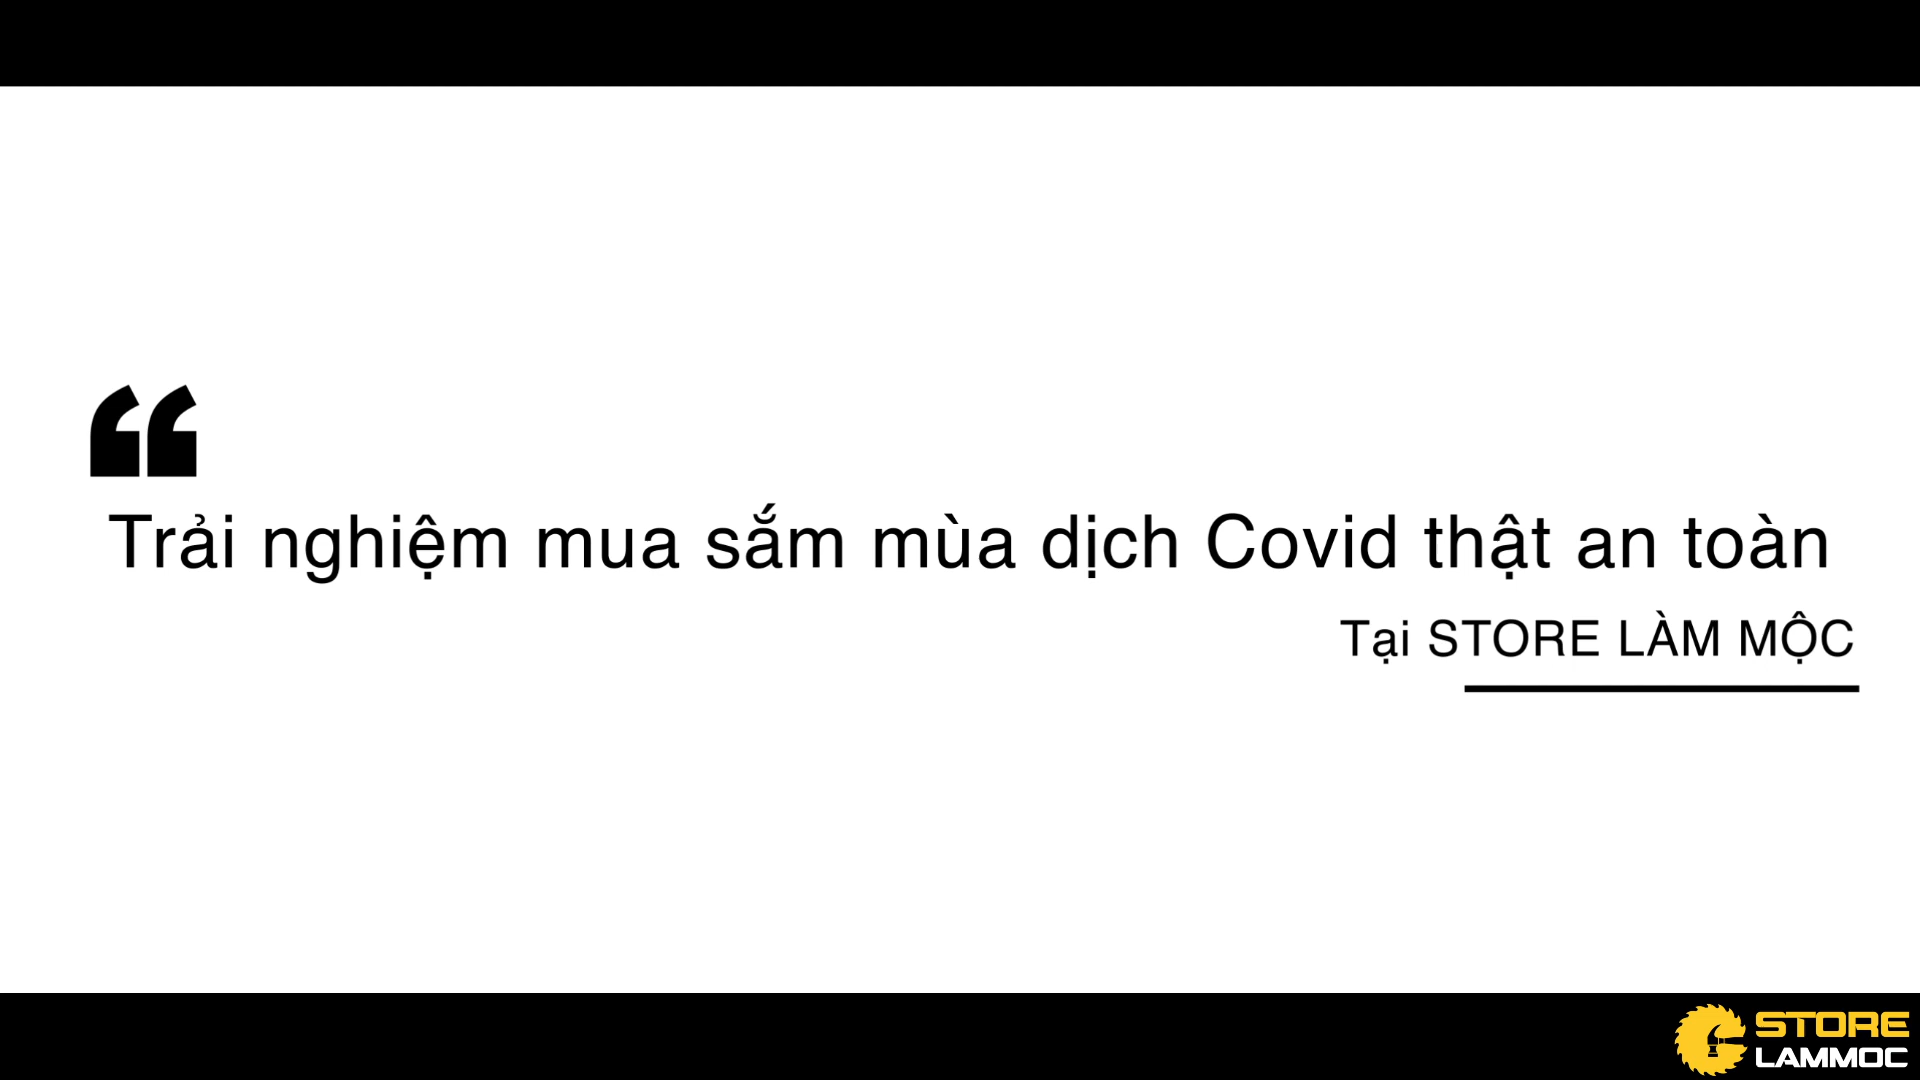 “
Trải nghiệm mua sắm mùa dịch Covid thật an toàn
Tại STORE LÀM MỘC
STORE
LAMMOC